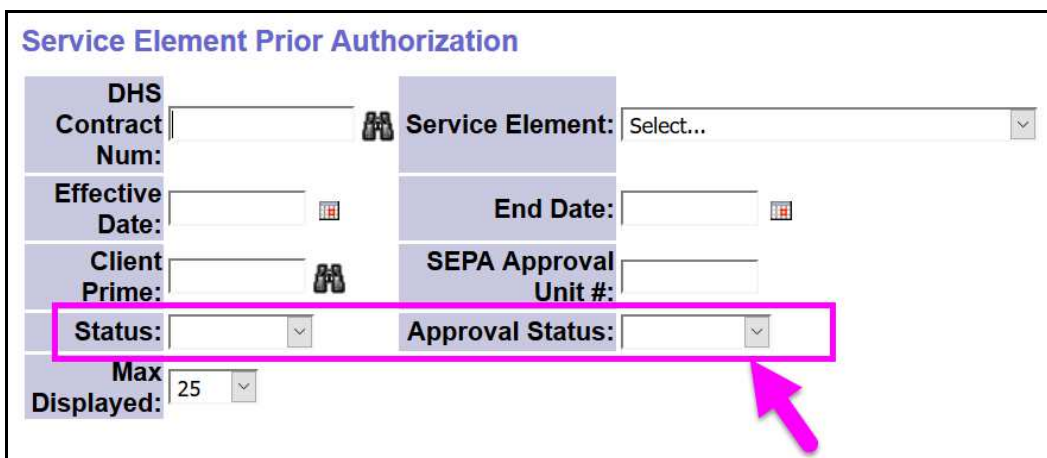 Service Element Prior Authorization
DHS
Contract
Num:
Service Element:
Select...
Effective
Date:
End Date:
Client
Prime:
SEPA Approval
Unit #:
Status:
Approval Status:
Max
Displayed:
25